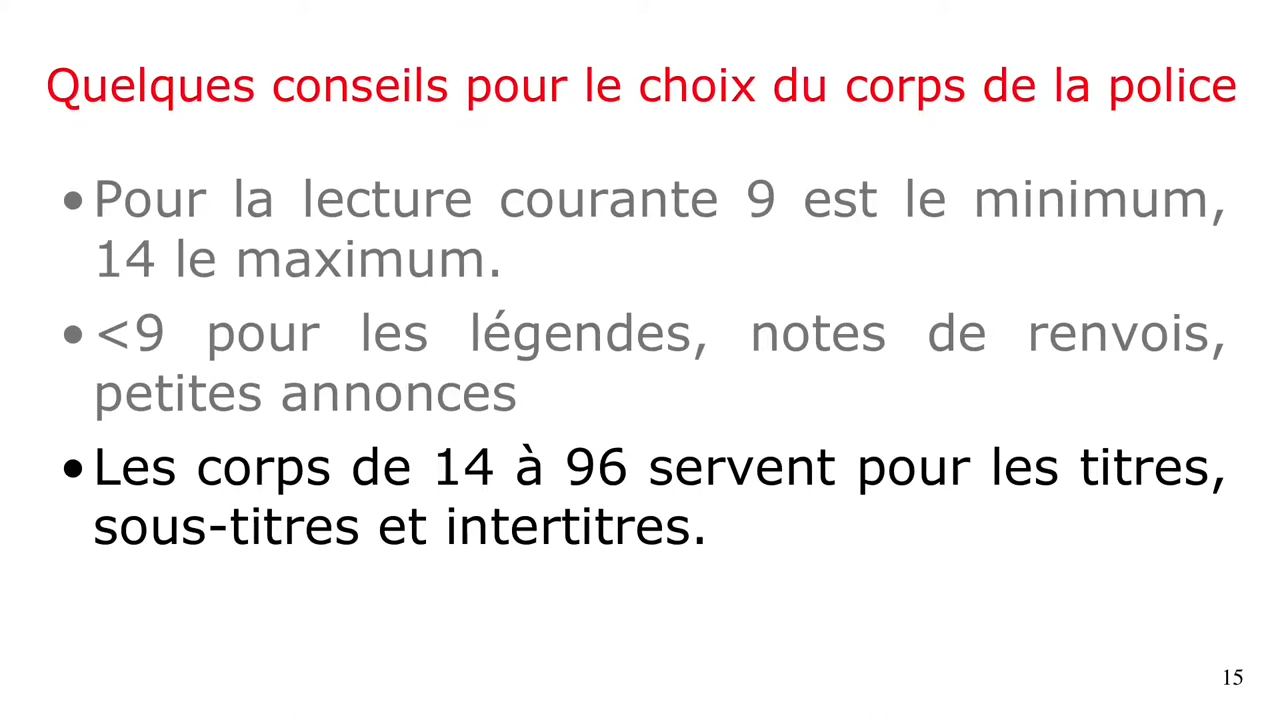 Quelques conseils pour le choix du corps de la police
•Pour la lecture courante 9 est le minimum,
14 le maximum.
•<9 pour les légendes, notes de renvois,
petites annonces
•Les corps de 14 à 96 servent pour les titres,
sous-titres et intertitres.
15